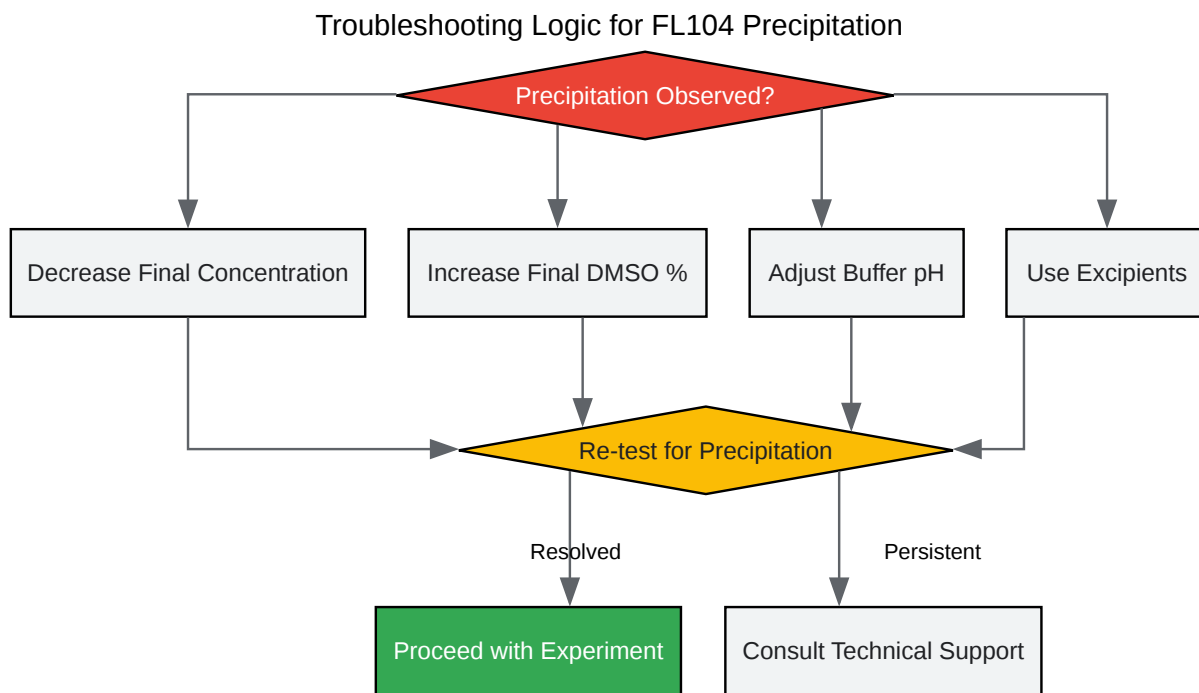 Troubleshooting Logic for FL104 Precipitation
Precipitation Observed?
Decrease Final Concentration
Increase Final DMSO %
Adjust Buffer pH
Use Excipients
Re-test for Precipitation
Resolved
Persistent
Proceed with Experiment
Consult Technical Support